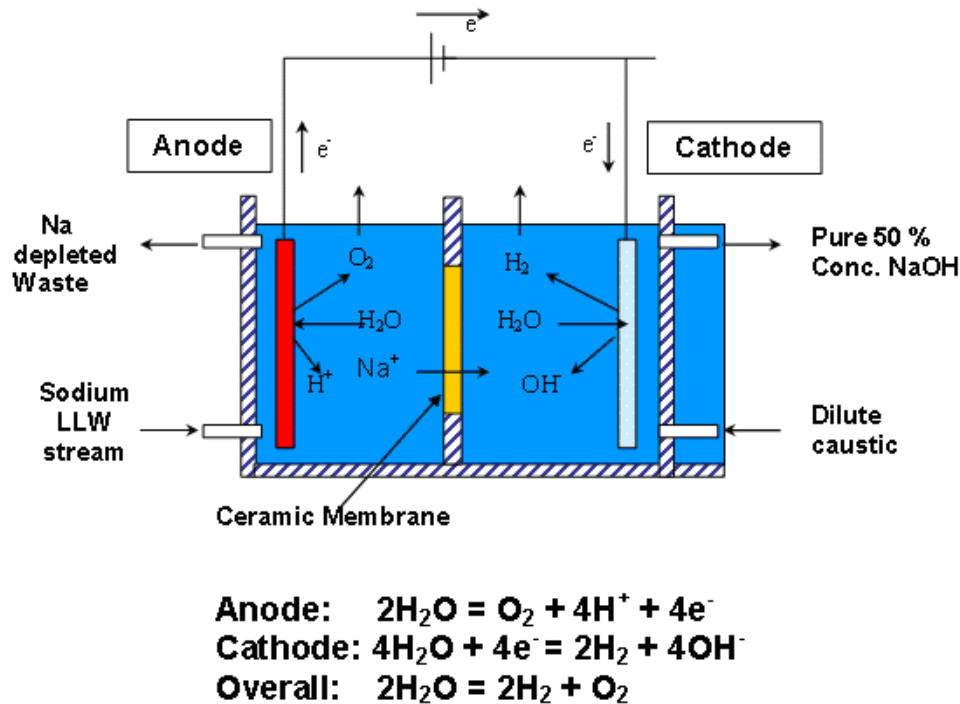 e
Anode
e⁻
e⁻
Cathode
Na
depleted
Waste
O₂
H₂
Pure 50 %
Conc. NaOH
H₂O
H₂O
H⁺
Na⁺
OH
Sodium
LLW
stream
Dilute
caustic
Ceramic Membrane
Anode: 2H₂O = O₂ + 4H⁺ + 4e⁻
Cathode: 4H₂O + 4e⁻ = 2H₂ + 4OH⁻
Overall: 2H₂O = 2H₂ + O₂